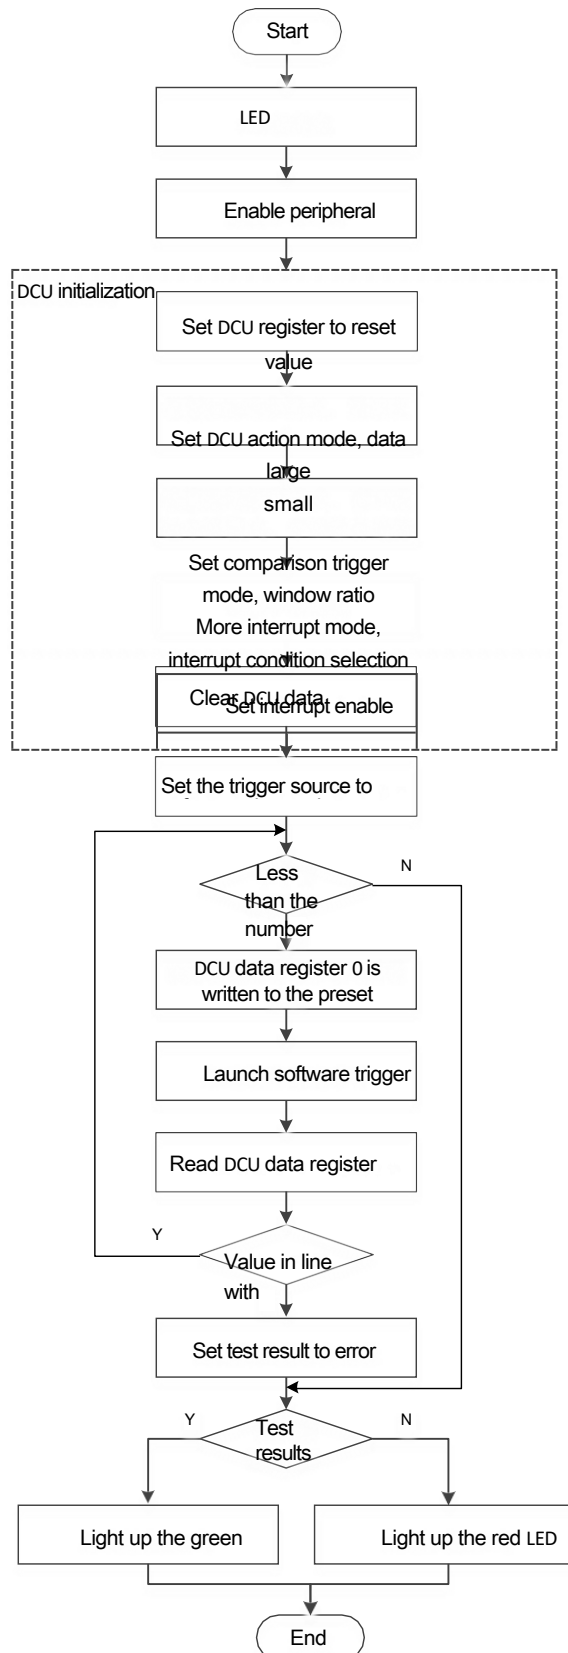 Start
LED
Enable peripheral
DCU initialization
Set DCU register to reset
value
Set DCU action mode, data
large
small
Set comparison trigger
mode, window ratio
More interrupt mode,
interrupt condition selection
Clear DCU data
Set interrupt enable
Set the trigger source to
Less
than the
number
N
DCU data register 0 is
written to the preset
Launch software trigger
Read DCU data register
Y
Value in line
with
Set test result to error
Y
Test
results
N
Light up the green
Light up the red LED
End